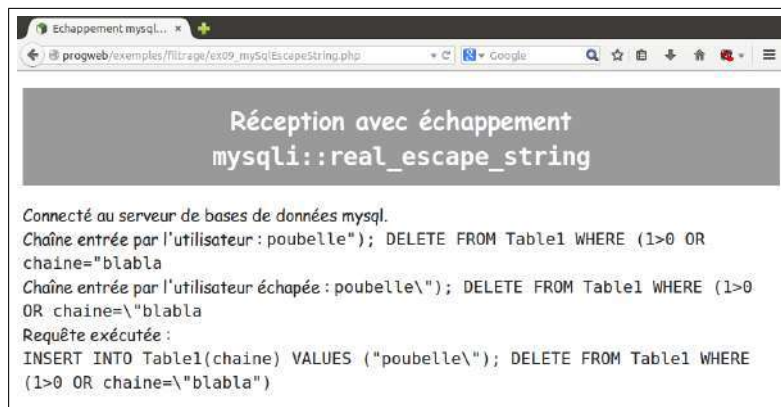 Echappement mysql... ×
progweb/exemples/filtrage/ex09_mySqlEscapeString.php
Google
Réception avec échappement
mysqli::real_escape_string
Connecté au serveur de bases de données mysql.
Chaîne entrée par l'utilisateur : poubelle"); DELETE FROM Table1 WHERE (1>0 OR
chaine="blabla
Chaîne entrée par l'utilisateur échapée : poubelle\"); DELETE FROM Table1 WHERE (1>0
OR chaine=\"blabla
Requête exécutée :
INSERT INTO Table1(chaine) VALUES ("poubelle\"); DELETE FROM Table1 WHERE
(1>0 OR chaine=\"blabla")